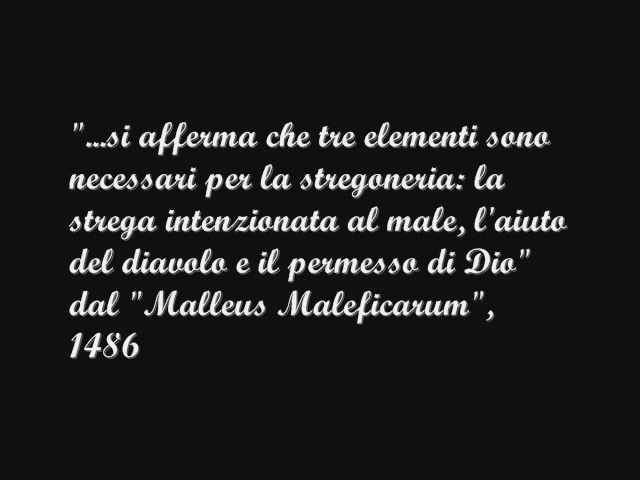 "...si afferma che tre elementi sono
necessari per la stregoneria: la
strega intenzionata al male, l'aiuto
del diavolo e il permesso di Dio"
dal "Malleus Maleficarum",
1486